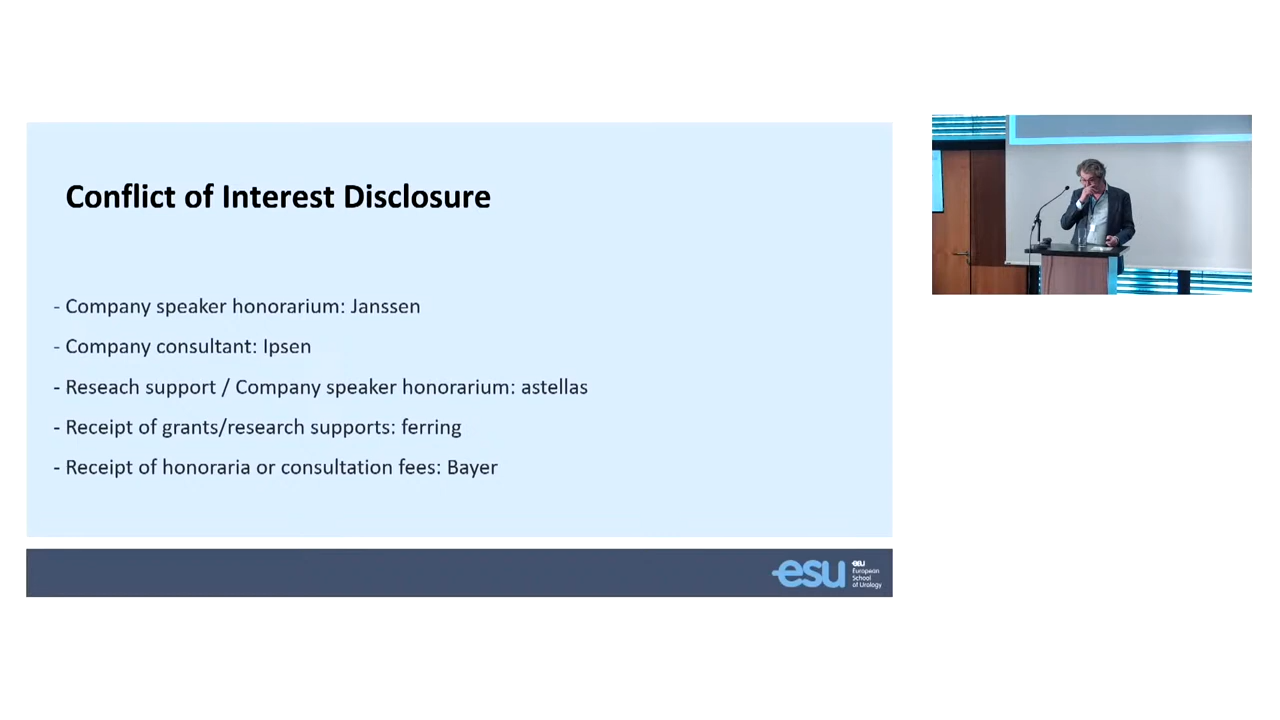 Conflict of Interest Disclosure
- Company speaker honorarium: Janssen
- Company consultant: Ipsen
- Reseach support / Company speaker honorarium: astellas
- Receipt of grants/research supports: ferring
- Receipt of honoraria or consultation fees: Bayer
esu
European
School
of Urology